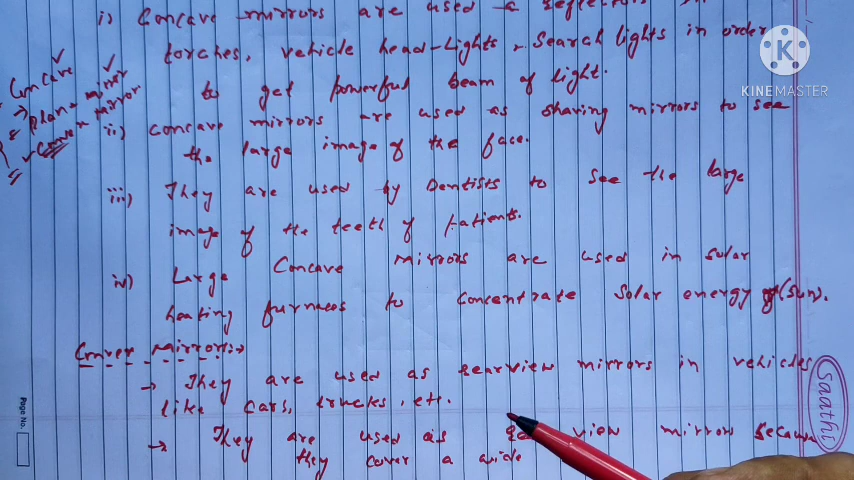 i) Concave mirrors are used a reflectors in
torches, vehicle head-lights, search lights in order
to get powerful beam of light.
ii) concave mirrors are used as shaving mirrors to see
the large image of the face.
iii) They are used by Dentists to see the large
image of the teeth of patients.
iv) Large Concave mirrors are used in solar
heating furnaces to concentrate solar energy (Sun).
Convex mirror:→
→ They are used as rearview mirrors in vehicles
like cars, trucks, etc.
→ They are used as view mirror because
they cover a wide
Concave
→ plane mirror
Convex mirror
KINEMASTER
Saathi
Page No.